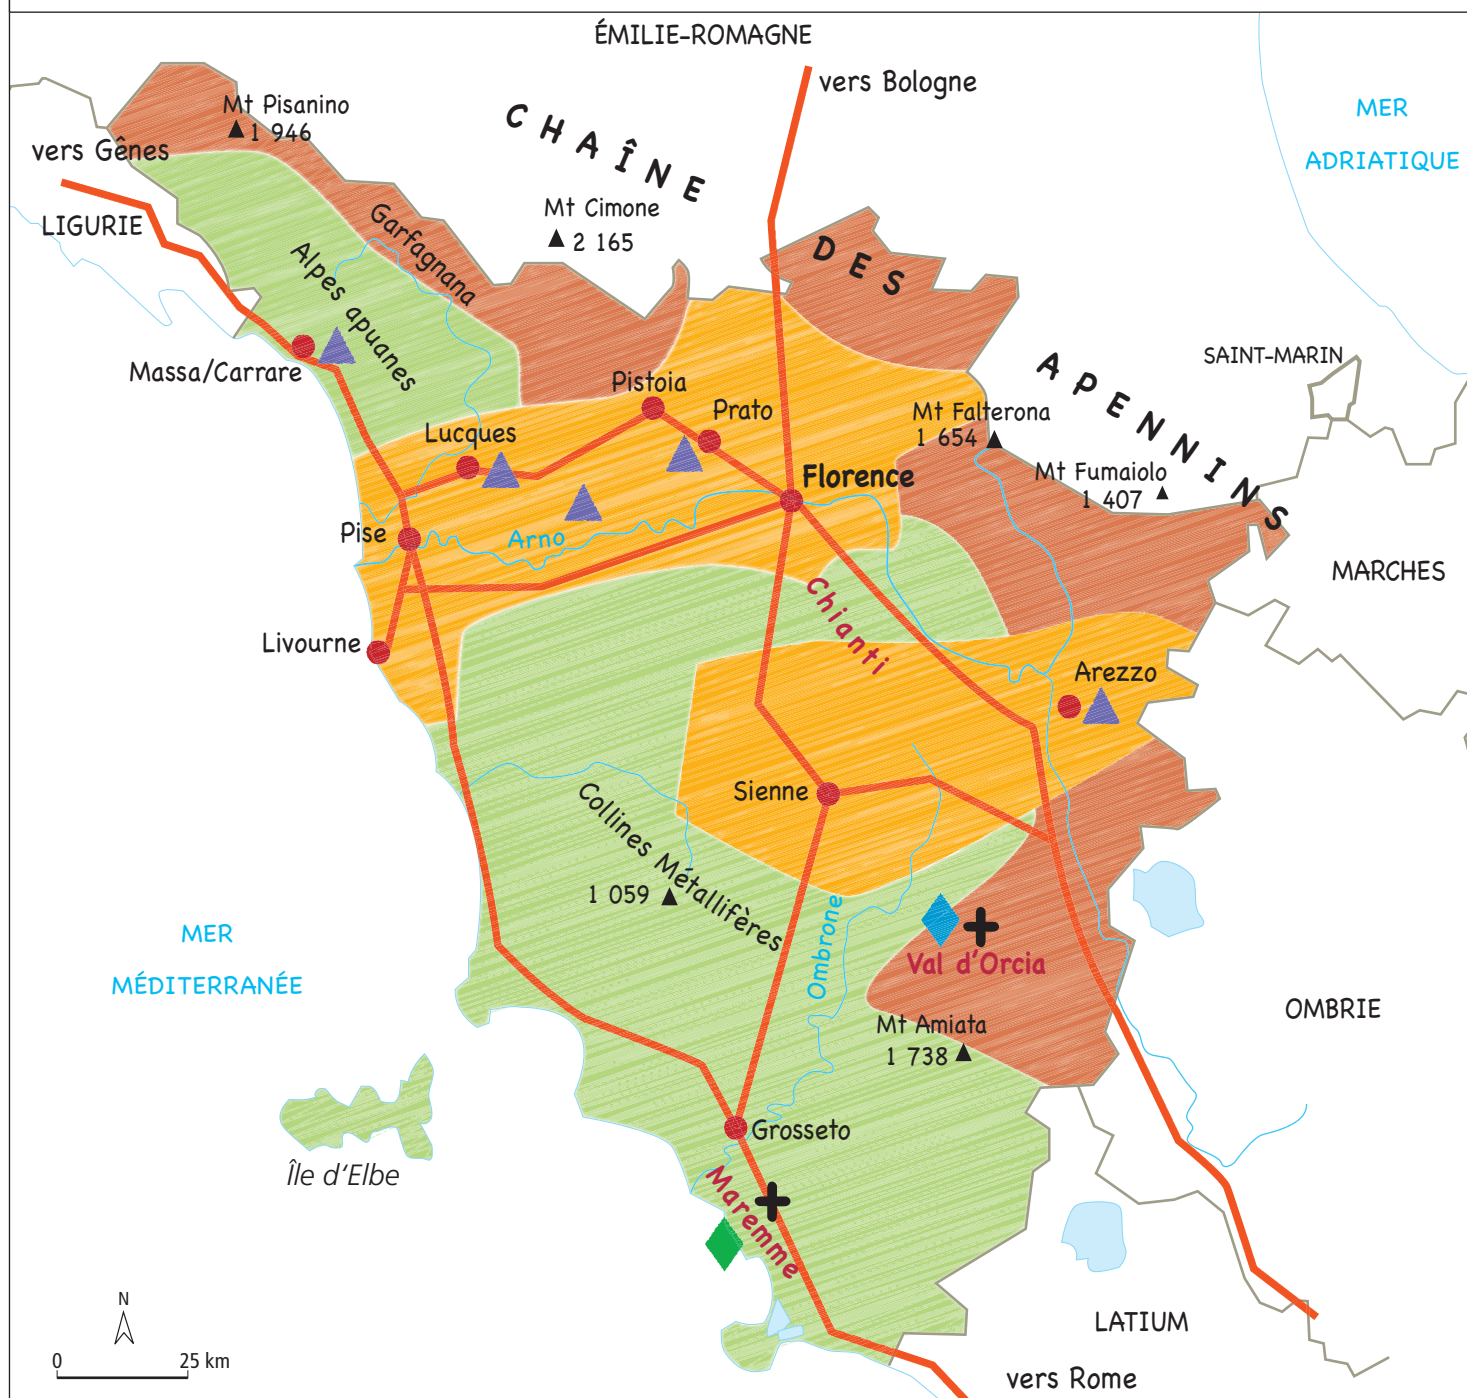 ÉMILIE-ROMAGNE
vers Bologne
MER
ADRIATIQUE
CHAÎNE
DES
APENNINS
Mt Pisanino
1 946
vers Gênes
LIGURIE
Garfagnana
Mt Cimone
2 165
Alpes apuanes
Massa/Carrare
SAINT-MARIN
Pistoia
Prato
Lucques
Mt Falterona
1 654
Mt Fumaiolo
1 407
Florence
Pise
Arno
MARCHES
Chianti
Livourne
Arezzo
Sienne
Collines Métallifères
1 059
Ombrone
MER
MÉDITERRANÉE
Val d'Orcia
OMBRIE
Mt Amiata
1 738
Grosseto
Île d'Elbe
Maremme
N
0 25 km
LATIUM
vers Rome